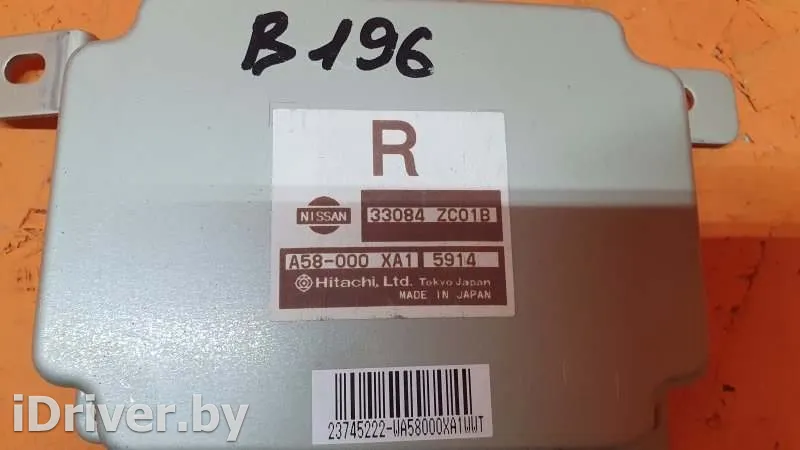 B196
R
NISSAN 33084 ZC01B
A58-000 XA1 5914
Hitachi, Ltd. Tokyo Japan
MADE IN JAPAN
23745222-WA58000XA1WWT
iDriver.by